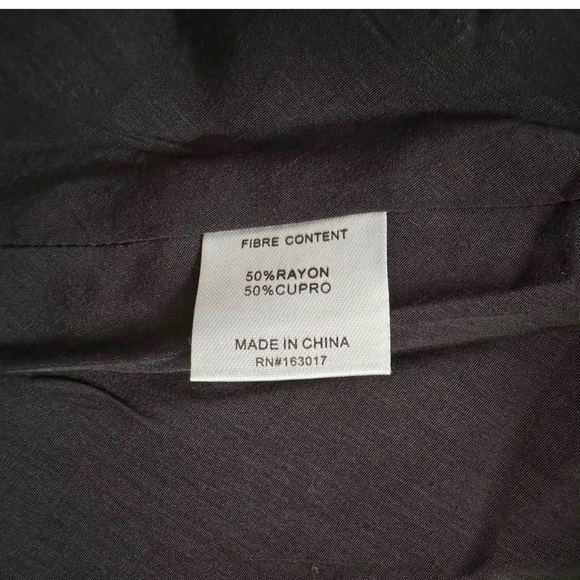 FIBRE CONTENT
50%RAYON
50%CUPRO
MADE IN CHINA
RN#163017